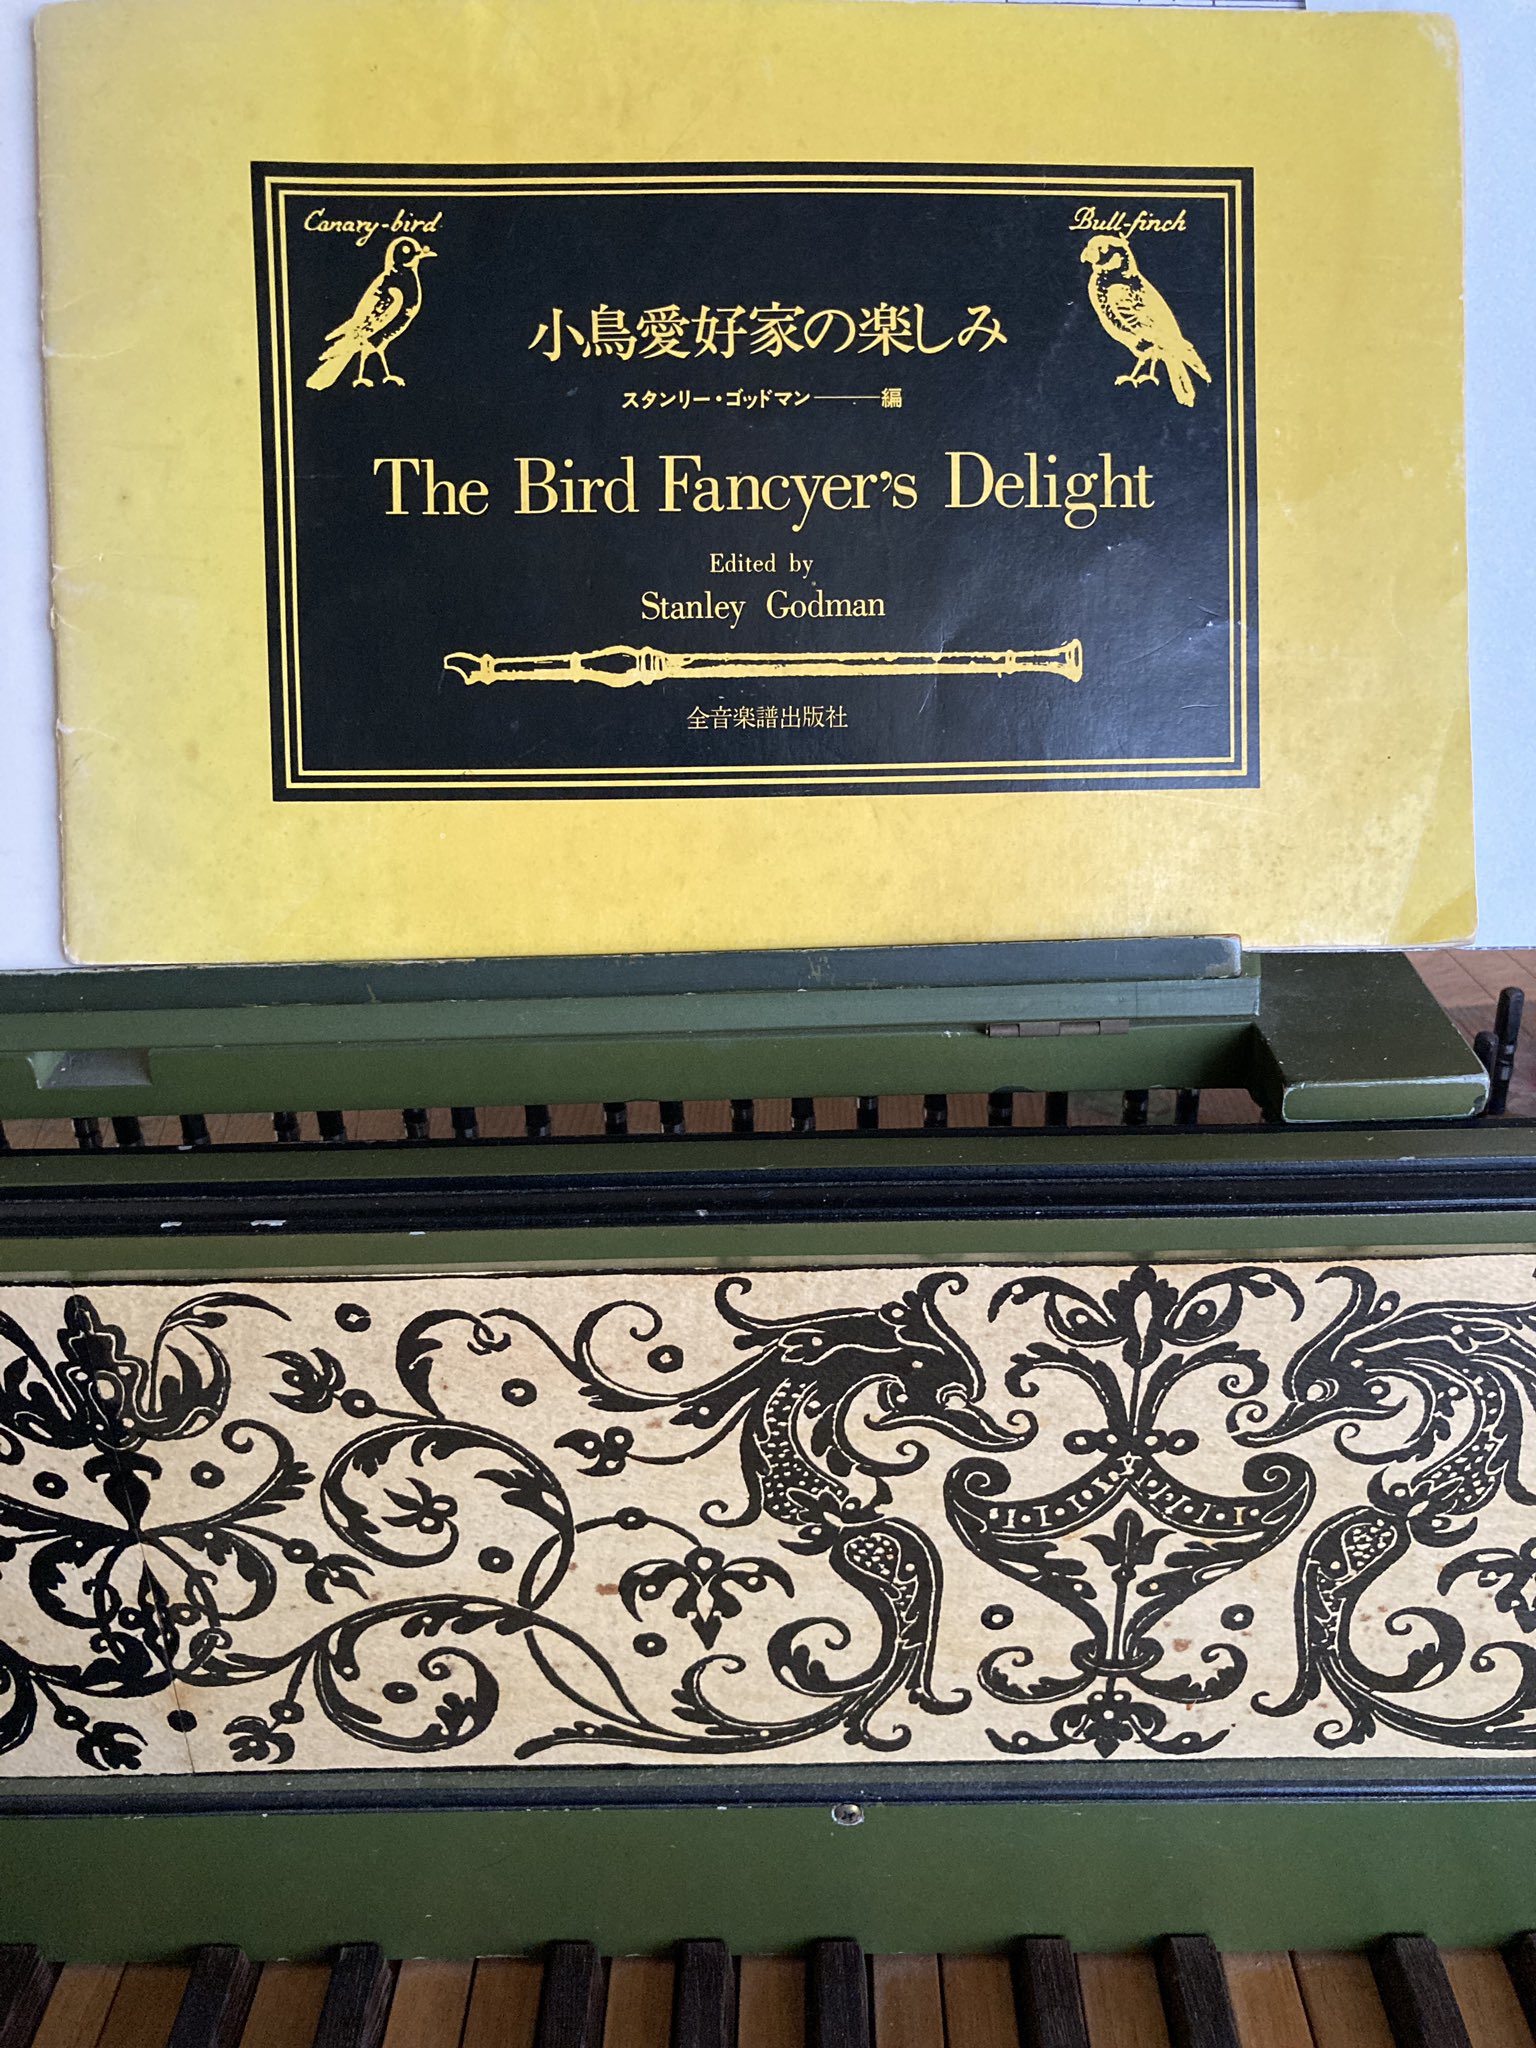 Canary-bird
Bull-finch
小鳥愛好家の楽しみ
スタンリー・ゴッドマン———編
The Bird Fancyer's Delight
Edited by
Stanley Godman
全音楽譜出版社